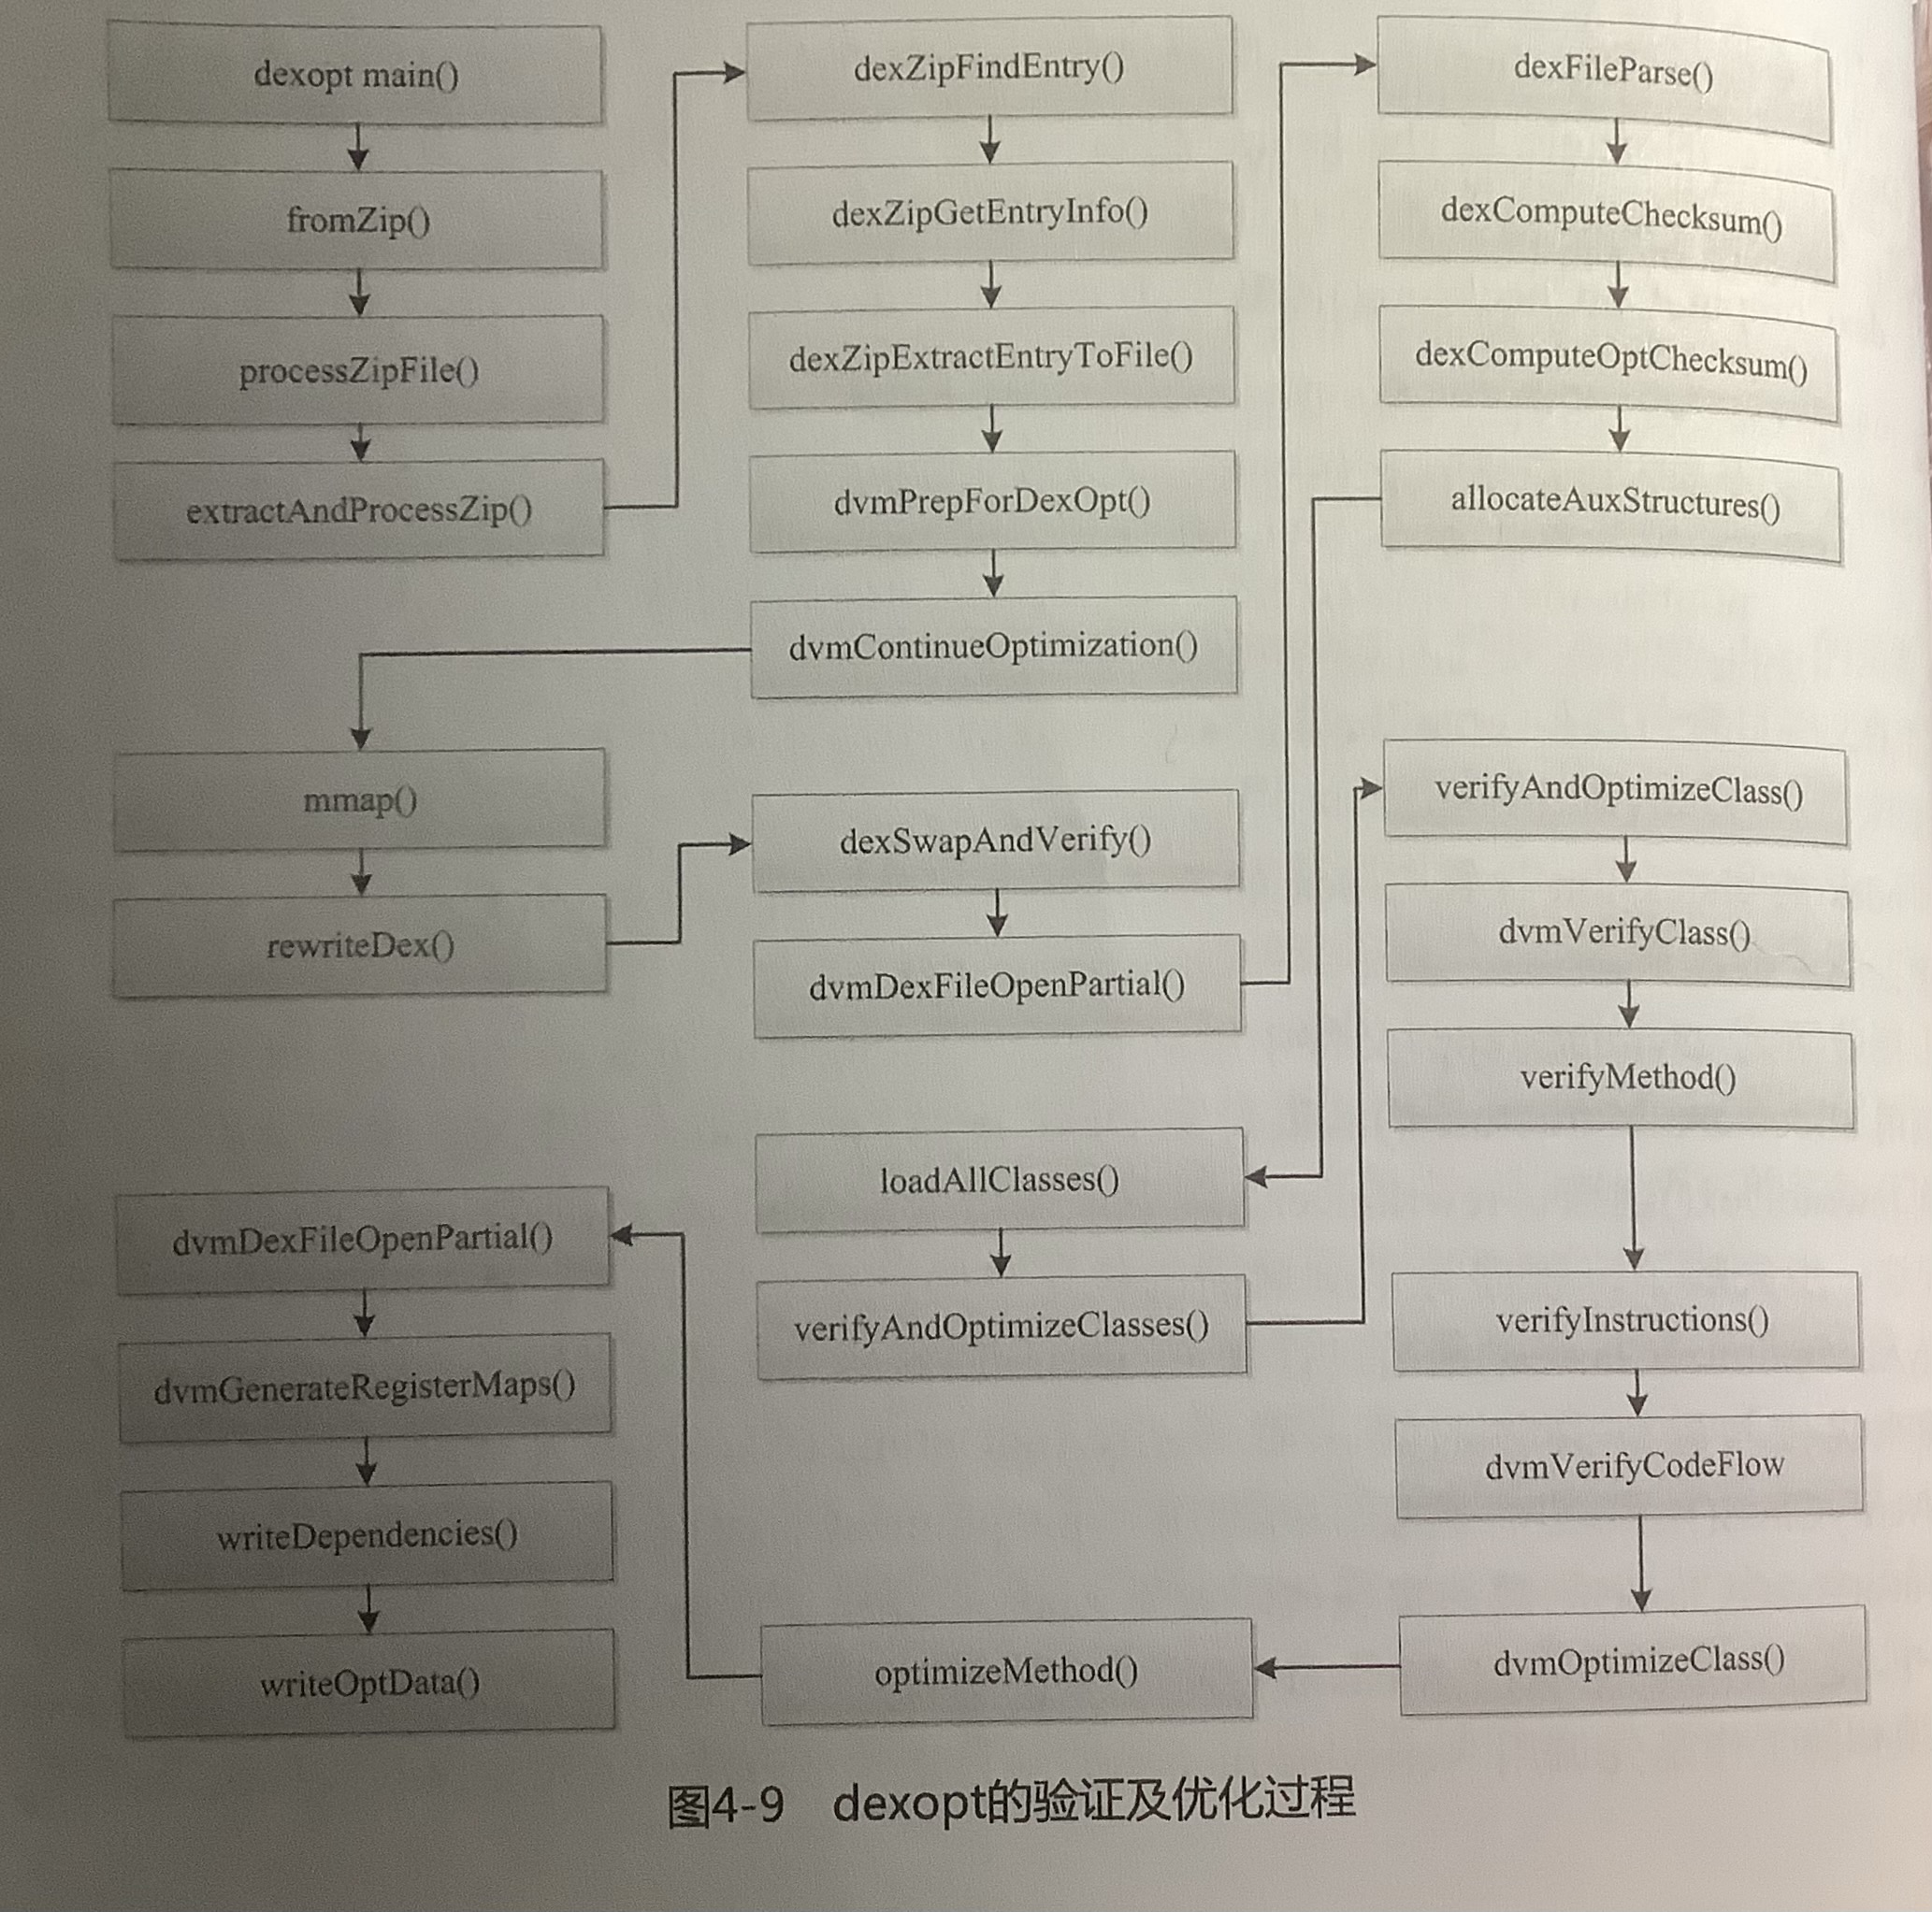 dexopt main()
fromZip()
processZipFile()
extractAndProcessZip()
dexZipFindEntry()
dexZipGetEntryInfo()
dexZipExtractEntryToFile()
dvmPrepForDexOpt()
dvmContinueOptimization()
mmap()
rewriteDex()
dexSwapAndVerify()
dvmDexFileOpenPartial()
dexFileParse()
dexComputeChecksum()
dexComputeOptChecksum()
allocateAuxStructures()
loadAllClasses()
verifyAndOptimizeClasses()
verifyAndOptimizeClass()
dvmVerifyClass()
verifyMethod()
verifyInstructions()
dvmVerifyCodeFlow
dvmOptimizeClass()
optimizeMethod()
dvmDexFileOpenPartial()
dvmGenerateRegisterMaps()
writeDependencies()
writeOptData()
图4-9 dexopt的验证及优化过程